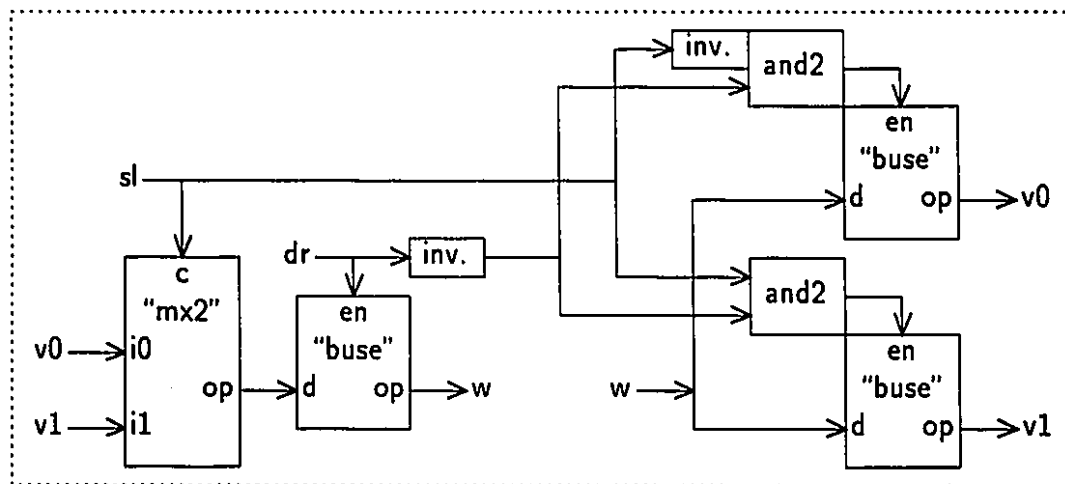 inv.
and2
en
"buse"
sl
d
op
v0
dr
inv.
c
"mx2"
en
"buse"
and2
en
"buse"
v0
i0
op
d
op
w
w
v1
i1
d
op
v1